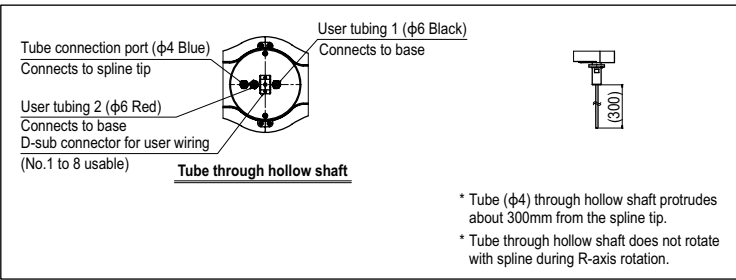 Tube connection port (ϕ4 Blue)
Connects to spline tip
User tubing 1 (ϕ6 Black)
Connects to base
User tubing 2 (ϕ6 Red)
Connects to base
D-sub connector for user wiring
(No.1 to 8 usable)
Tube through hollow shaft
(300)
* Tube (ϕ4) through hollow shaft protrudes
about 300mm from the spline tip.
* Tube through hollow shaft does not rotate
with spline during R-axis rotation.